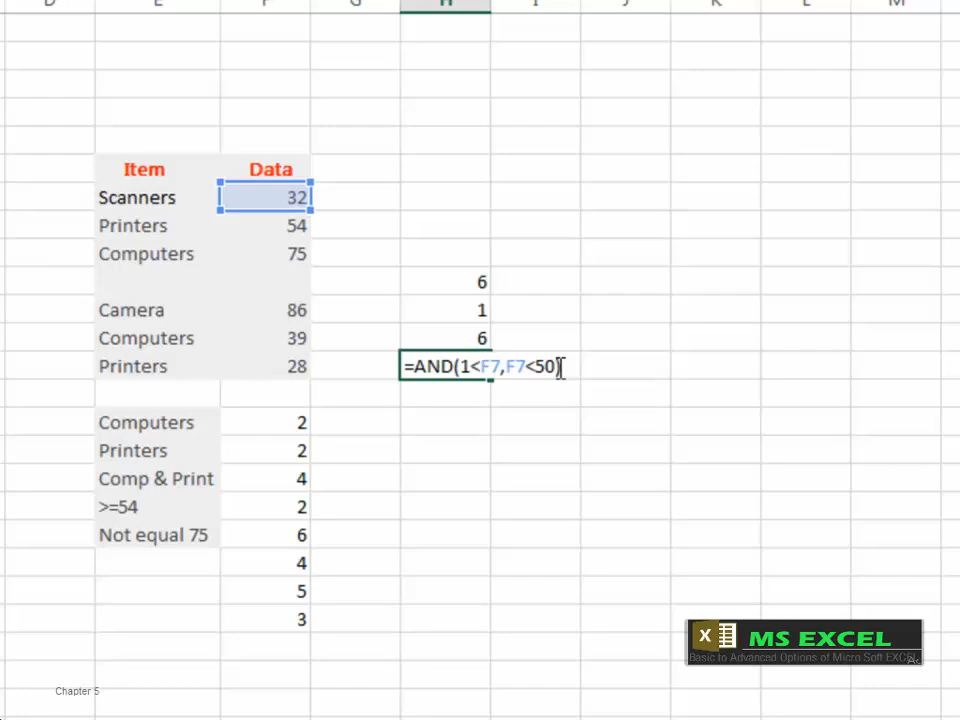 D E F G H I J K L M
Item Data
Scanners 32
Printers 54
Computers 75
6
Camera 86 1
Computers 39 6
Printers 28 =AND(1<F7,F7<50)
Computers 2
Printers 2
Comp & Print 4
>=54 2
Not equal 75 6
4
5
3
X MS EXCEL
Basic to Advanced Options of Micro Soft EXCEL
Chapter 5